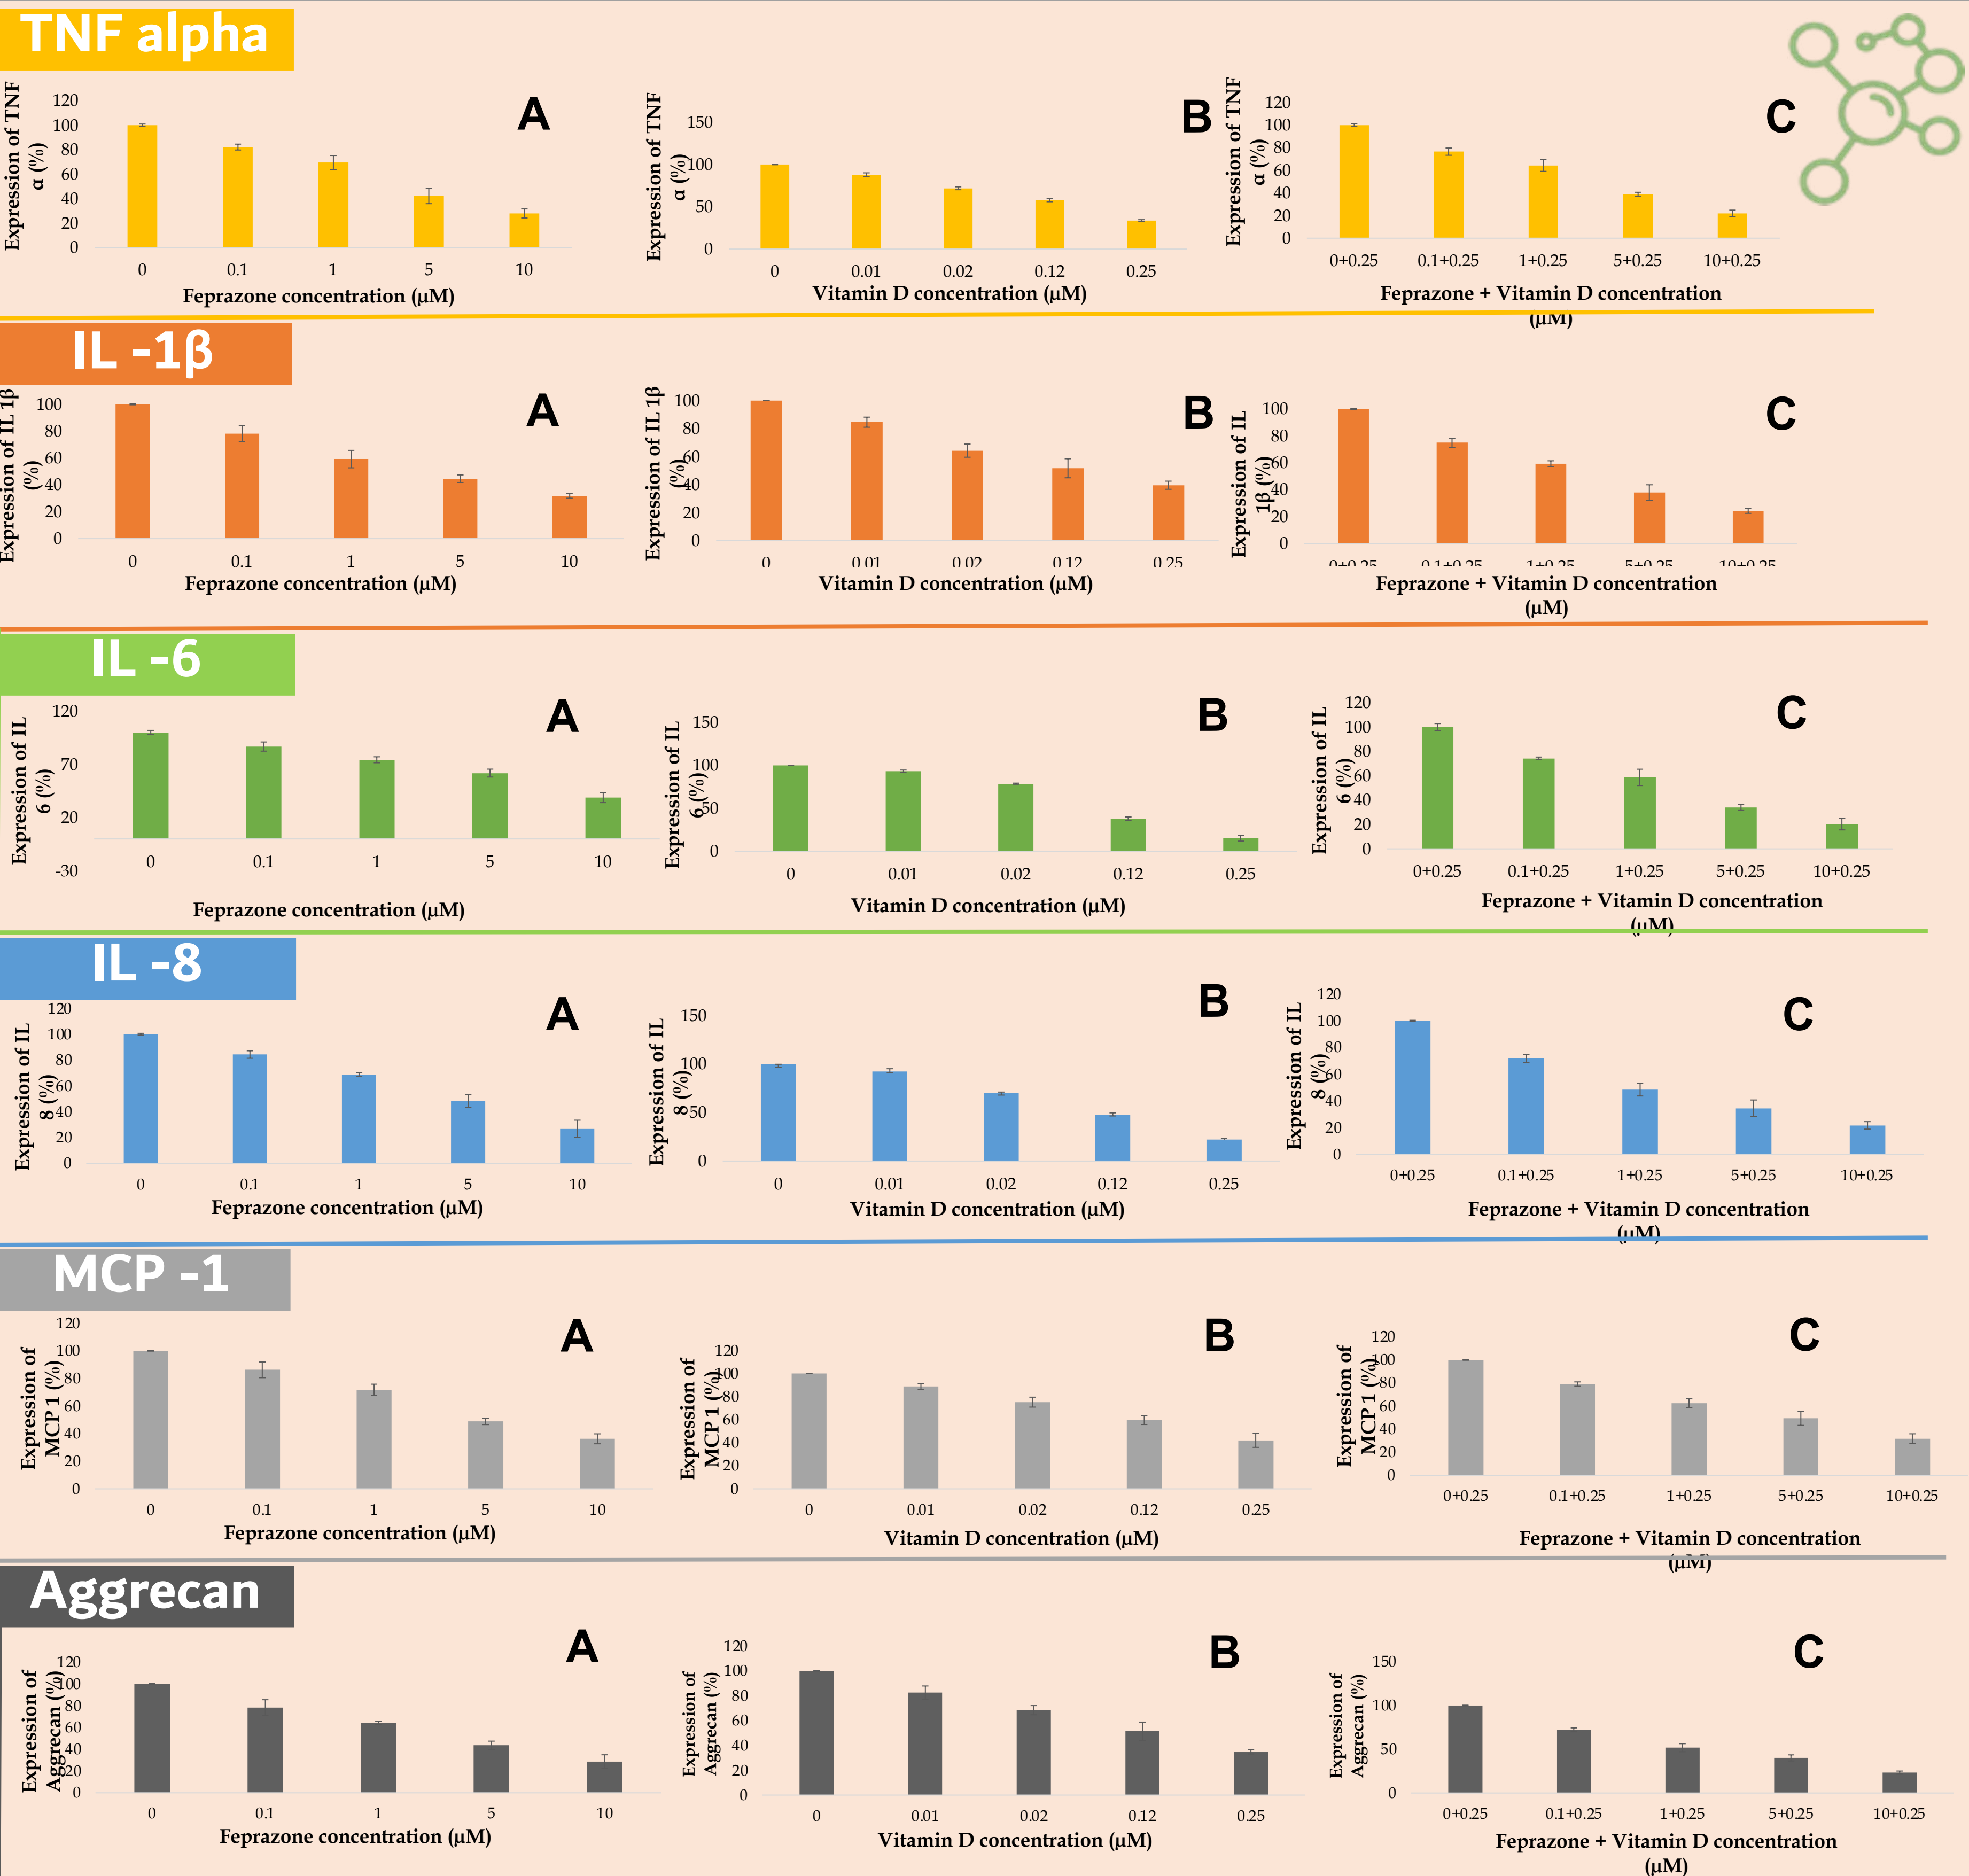 TNF alpha
A
Expression of TNF
α (%)
120
100
80
60
40
20
0
0 0.1 1 5 10
Feprazone concentration (µM)
B
Expression of TNF
α (%)
150
100
50
0
0 0.01 0.02 0.12 0.25
Vitamin D concentration (µM)
C
Expression of TNF
α (%)
120
100
80
60
40
20
0
0+0.25 0.1+0.25 1+0.25 5+0.25 10+0.25
Feprazone + Vitamin D concentration
(µM)
IL -1β
A
Expression of IL 1β
(%)
100
80
60
40
20
0
0 0.1 1 5 10
Feprazone concentration (µM)
B
Expression of IL 1β
(%)
100
80
60
40
20
0
0 0.01 0.02 0.12 0.25
Vitamin D concentration (µM)
C
Expression of IL
1β (%)
100
80
60
40
20
0
0+0.25 0.1+0.25 1+0.25 5+0.25 10+0.25
Feprazone + Vitamin D concentration
(µM)
IL -6
A
Expression of IL
6 (%)
120
70
20
-30
0 0.1 1 5 10
Feprazone concentration (µM)
B
Expression of IL
6 (%)
150
100
50
0
0 0.01 0.02 0.12 0.25
Vitamin D concentration (µM)
C
Expression of IL
6 (%)
120
100
80
60
40
20
0
0+0.25 0.1+0.25 1+0.25 5+0.25 10+0.25
Feprazone + Vitamin D concentration
(µM)
IL -8
A
Expression of IL
8 (%)
120
100
80
60
40
20
0
0 0.1 1 5 10
Feprazone concentration (µM)
B
Expression of IL
8 (%)
150
100
50
0
0 0.01 0.02 0.12 0.25
Vitamin D concentration (µM)
C
Expression of IL
8 (%)
120
100
80
60
40
20
0
0+0.25 0.1+0.25 1+0.25 5+0.25 10+0.25
Feprazone + Vitamin D concentration
(µM)
MCP -1
A
Expression of
MCP 1 (%)
120
100
80
60
40
20
0
0 0.1 1 5 10
Feprazone concentration (µM)
B
Expression of
MCP 1 (%)
120
100
80
60
40
20
0
0 0.01 0.02 0.12 0.25
Vitamin D concentration (µM)
C
Expression of
MCP 1 (%)
120
100
80
60
40
20
0
0+0.25 0.1+0.25 1+0.25 5+0.25 10+0.25
Feprazone + Vitamin D concentration
(µM)
Aggrecan
A
Expression of
Aggrecan (%)
120
100
80
60
40
20
0
0 0.1 1 5 10
Feprazone concentration (µM)
B
Expression of
Aggrecan (%)
120
100
80
60
40
20
0
0 0.01 0.02 0.12 0.25
Vitamin D concentration (µM)
C
Expression of
Aggrecan (%)
150
100
50
0
0+0.25 0.1+0.25 1+0.25 5+0.25 10+0.25
Feprazone + Vitamin D concentration
(µM)